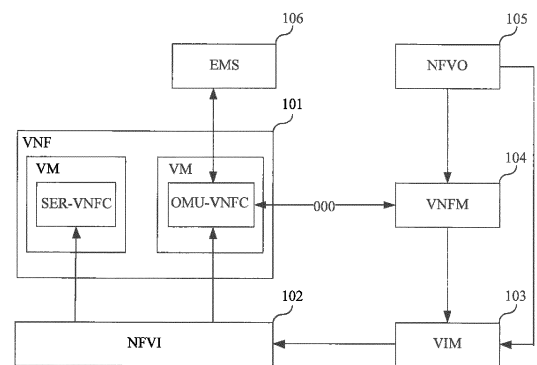 106
105
EMS
NFVO
101
VNF
VM
VM
104
SER-VNFC
OMU-VNFC
000
VNFM
102
103
NFVI
VIM